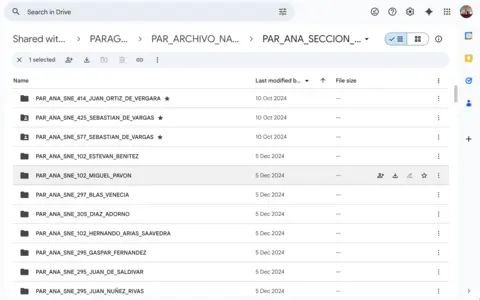 Search in Drive
Shared wit... > PARAG... > PAR_ARCHIVO_NA... > PAR_ANA_SECCION_...
1 selected
Name Last modified b... File size
PAR_ANA_SNE_414_JUAN_ORTIZ_DE_VERGARA 10 Oct 2024 —
PAR_ANA_SNE_425_SEBASTIAN_DE_VARGAS 10 Oct 2024 —
PAR_ANA_SNE_577_SEBASTIAN_DE_VARGAS 10 Oct 2024 —
PAR_ANA_SNE_102_ESTEVAN_BENITEZ 5 Dec 2024 —
PAR_ANA_SNE_102_MIGUEL_PAVON 5 Dec 2024 —
PAR_ANA_SNE_297_BLAS_VENECIA 5 Dec 2024 —
PAR_ANA_SNE_305_DIAZ_ADORNO 5 Dec 2024 —
PAR_ANA_SNE_102_HERNANDO_ARIAS_SAAVEDRA 5 Dec 2024 —
PAR_ANA_SNE_295_GASPAR_FERNANDEZ 5 Dec 2024 —
PAR_ANA_SNE_295_JUAN_DE_SALDIVAR 5 Dec 2024 —
PAR_ANA_SNE_295_JUAN_NUÑEZ_RIVAS 5 Dec 2024 —